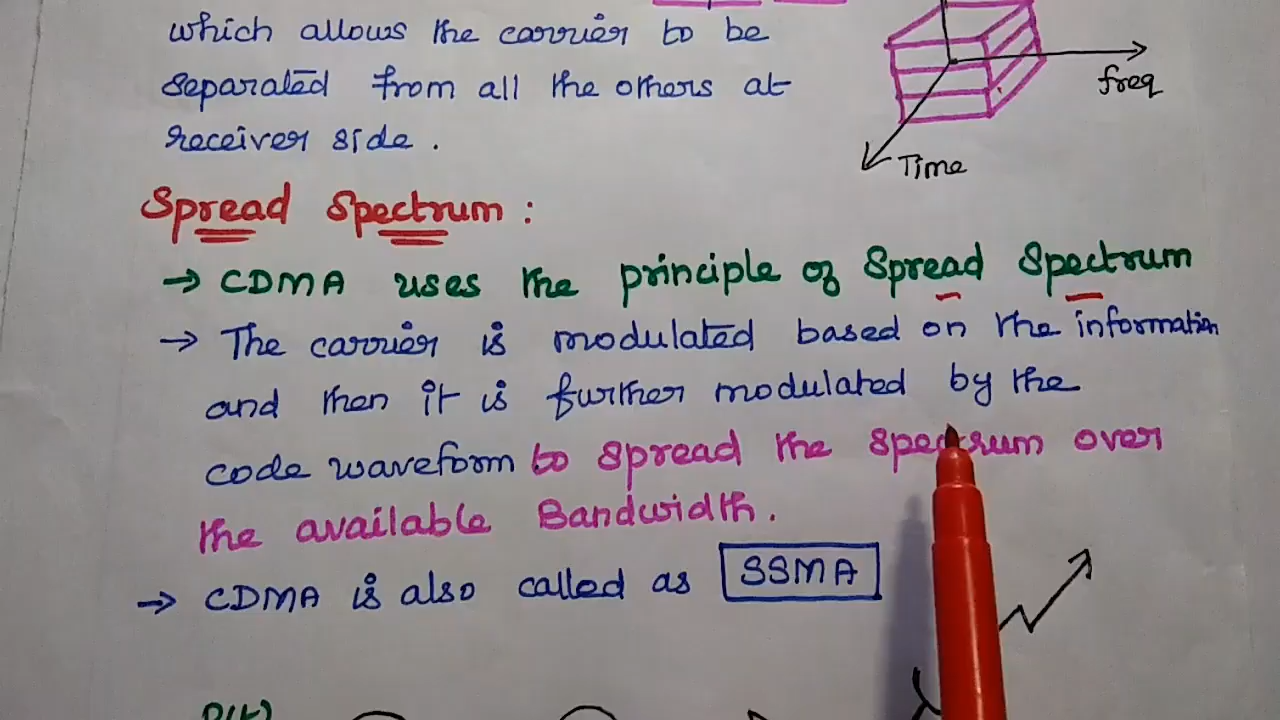 which allows the carrier to be
separated from all the others at
receiver side.
freq
Time
Spread Spectrum :
→ CDMA uses the principle of Spread Spectrum
→ The carrier is modulated based on the information
and then it is further modulated by the
code waveform to spread the spectrum over
the available Bandwidth.
→ CDMA is also called as SSMA